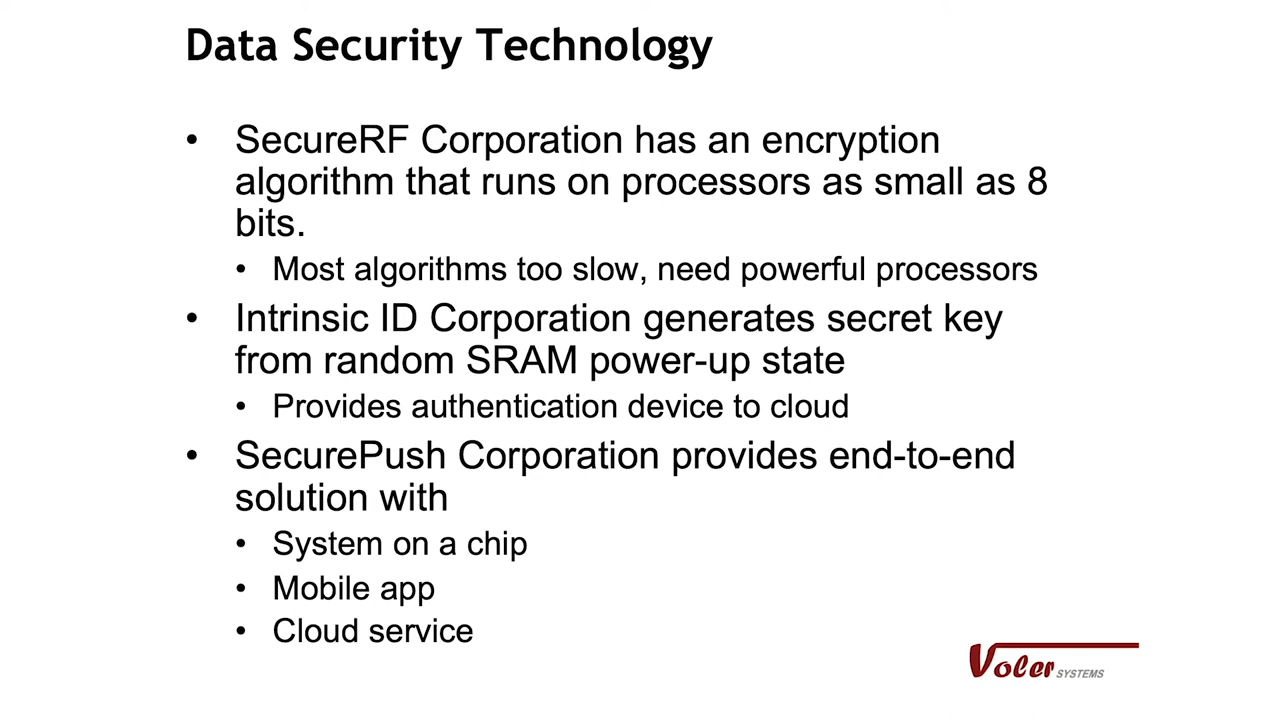 Data Security Technology
• SecureRF Corporation has an encryption
algorithm that runs on processors as small as 8
bits.
• Most algorithms too slow, need powerful processors
• Intrinsic ID Corporation generates secret key
from random SRAM power-up state
• Provides authentication device to cloud
• SecurePush Corporation provides end-to-end
solution with
• System on a chip
• Mobile app
• Cloud service
Voler SYSTEMS